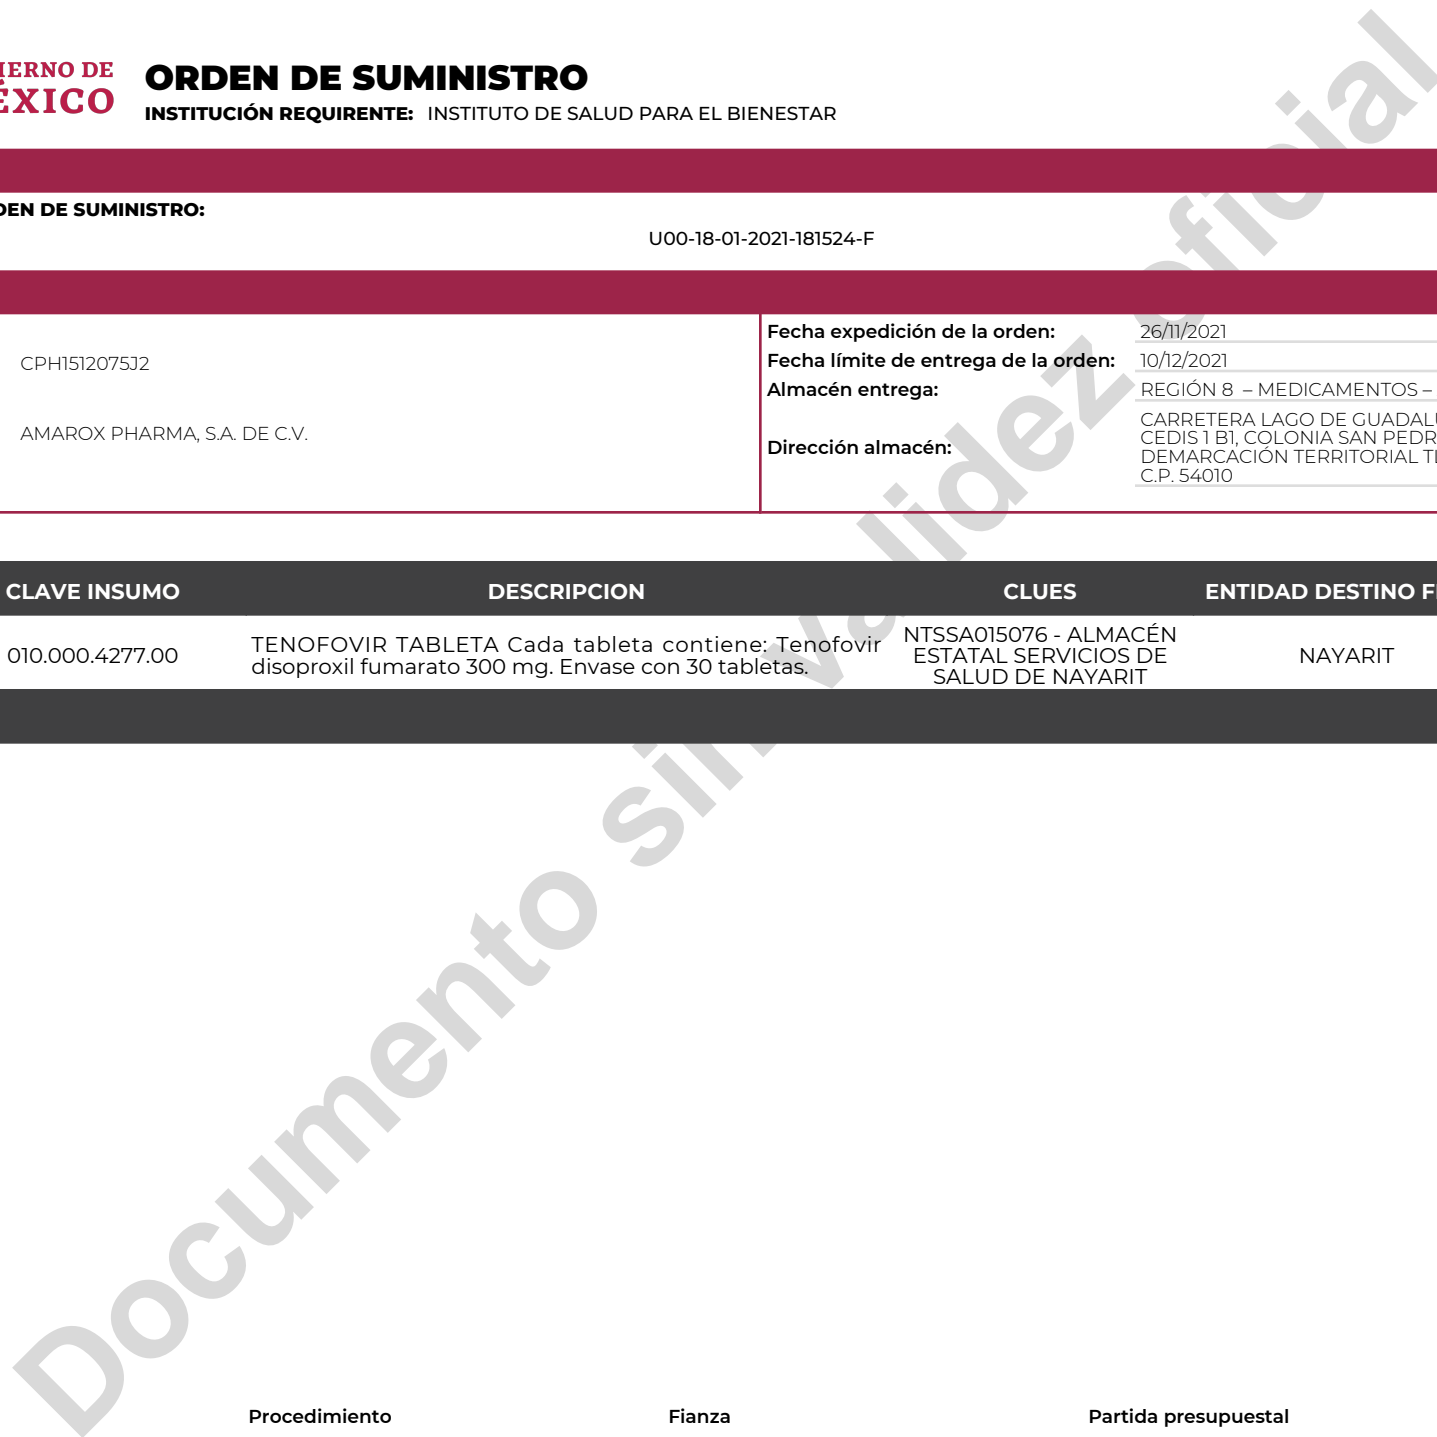 IERNO DE
ÉXICO
ORDEN DE SUMINISTRO
INSTITUCIÓN REQUIRENTE: INSTITUTO DE SALUD PARA EL BIENESTAR
DEN DE SUMINISTRO:
U00-18-01-2021-181524-F
CPH1512075J2
AMAROX PHARMA, S.A. DE C.V.
Fecha expedición de la orden: 26/11/2021
Fecha límite de entrega de la orden: 10/12/2021
Almacén entrega: REGIÓN 8 – MEDICAMENTOS –
Dirección almacén:
CARRETERA LAGO DE GUADALU
CEDIS 1 B1, COLONIA SAN PEDR
DEMARCACIÓN TERRITORIAL TL
C.P. 54010
CLAVE INSUMO DESCRIPCION CLUES ENTIDAD DESTINO FI
010.000.4277.00
TENOFOVIR TABLETA Cada tableta contiene: Tenofovir
disoproxil fumarato 300 mg. Envase con 30 tabletas.
NTSSA015076 - ALMACÉN
ESTATAL SERVICIOS DE
SALUD DE NAYARIT
NAYARIT
Documento sin validez oficial
Procedimiento Fianza Partida presupuestal